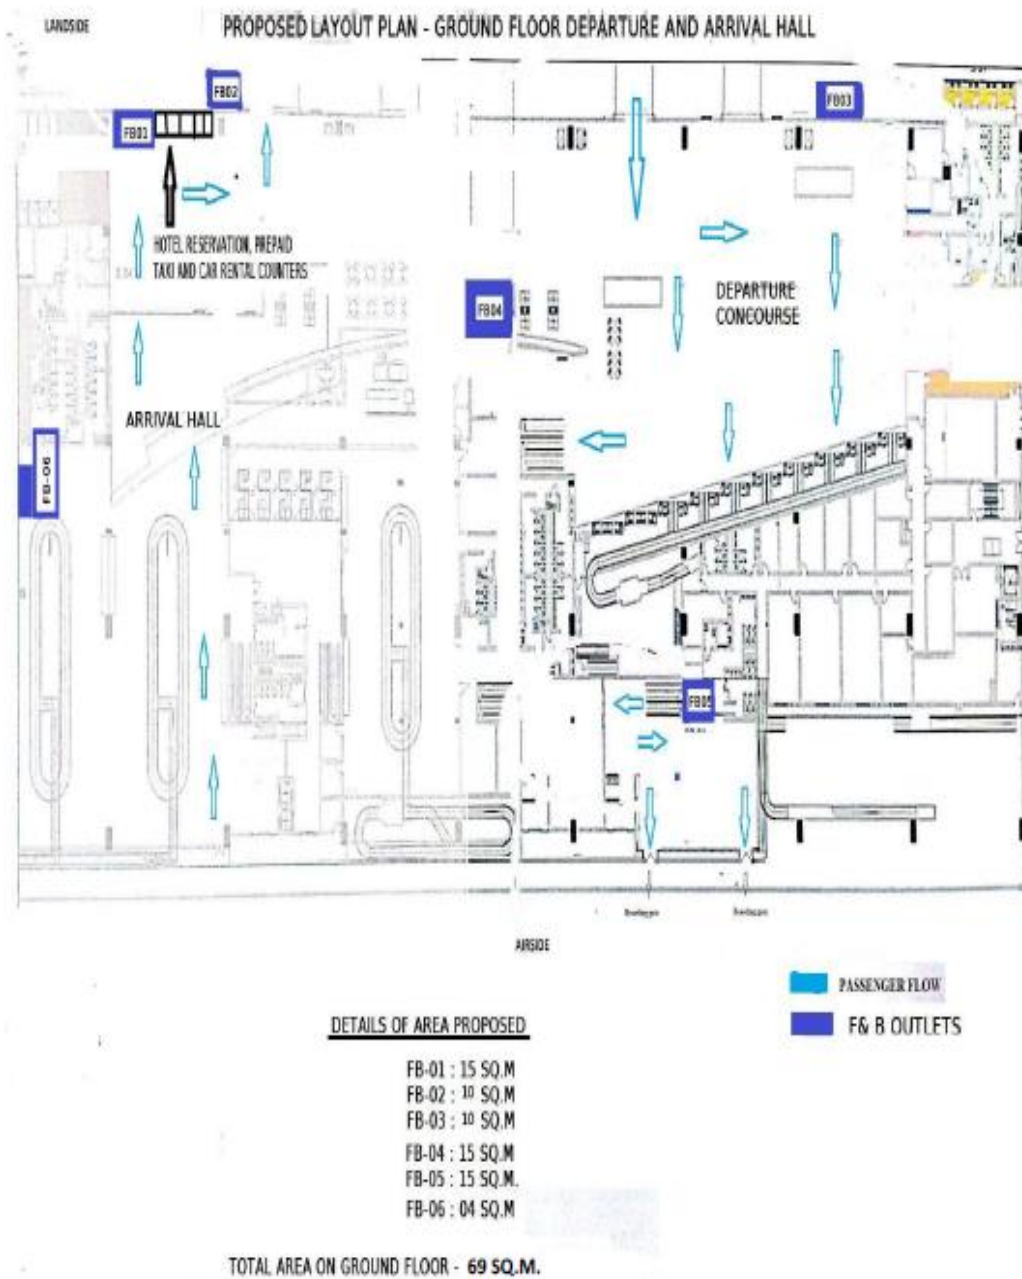 LANDSIDE
PROPOSED LAYOUT PLAN - GROUND FLOOR DEPARTURE AND ARRIVAL HALL
FB02
FB03
FB01
HOTEL RESERVATION, PREPAID
TAXI AND CAR RENTAL COUNTERS
FB04
DEPARTURE
CONCOURSE
ARRIVAL HALL
FB-06
FB05
AIRSIDE
PASSENGER FLOW
F& B OUTLETS
DETAILS OF AREA PROPOSED
FB-01 : 15 SQ.M
FB-02 : 10 SQ.M
FB-03 : 10 SQ.M
FB-04 : 15 SQ.M
FB-05 : 15 SQ.M.
FB-06 : 04 SQ.M
TOTAL AREA ON GROUND FLOOR - 69 SQ.M.